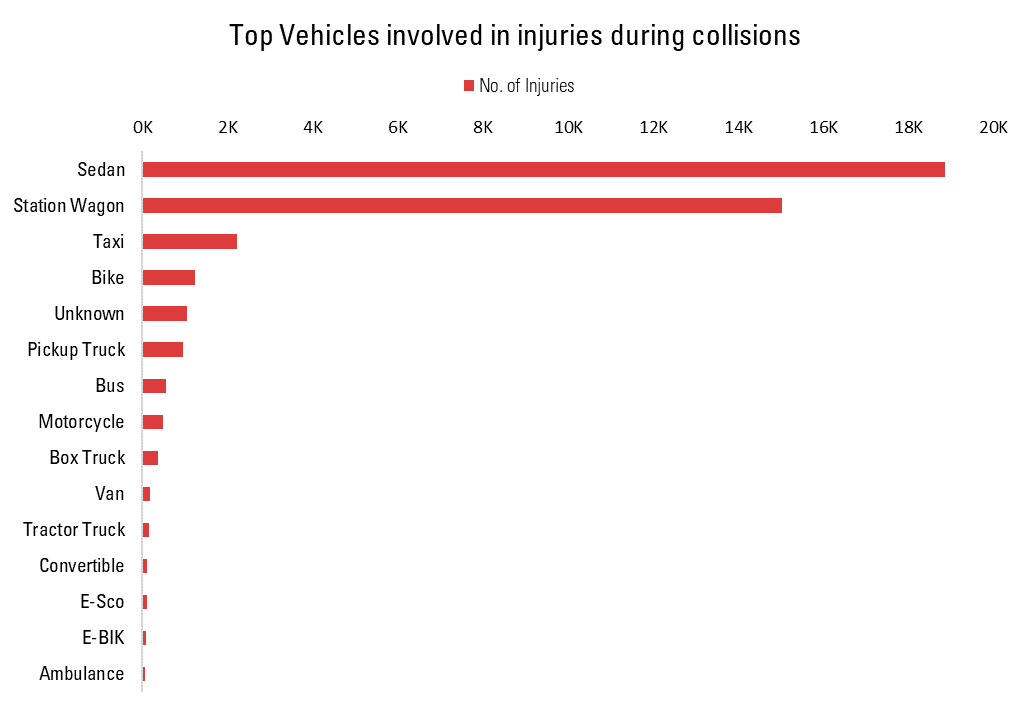 Top Vehicles involved in injuries during collisions
No. of Injuries
0K 2K 4K 6K 8K 10K 12K 14K 16K 18K 20K
Sedan
Station Wagon
Taxi
Bike
Unknown
Pickup Truck
Bus
Motorcycle
Box Truck
Van
Tractor Truck
Convertible
E-Sco
E-BIK
Ambulance